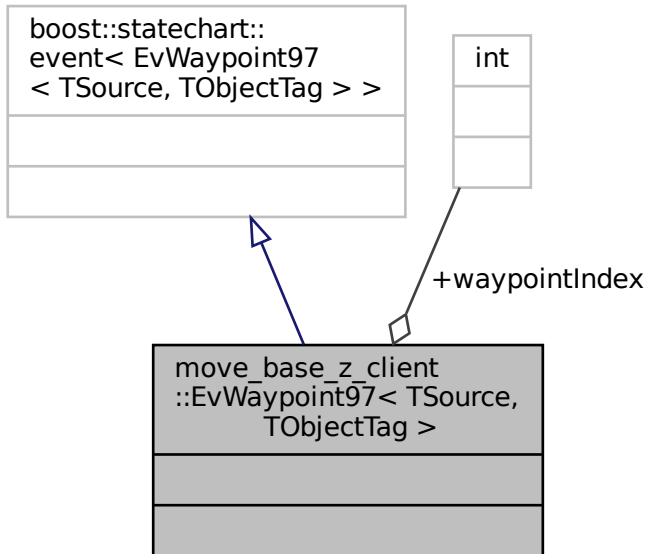 boost::statechart::
event< EvWaypoint97
< TSource, TObjectTag > >
int
+waypointIndex
move_base_z_client
::EvWaypoint97< TSource,
TObjectTag >